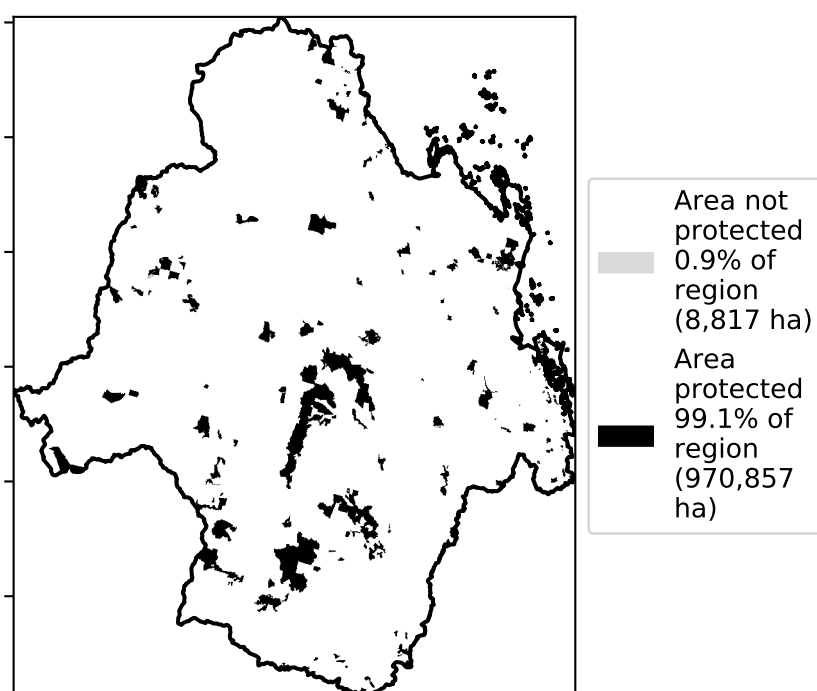 Area not
protected
0.9% of
region
(8,817 ha)
Area
protected
99.1% of
region
(970,857
ha)